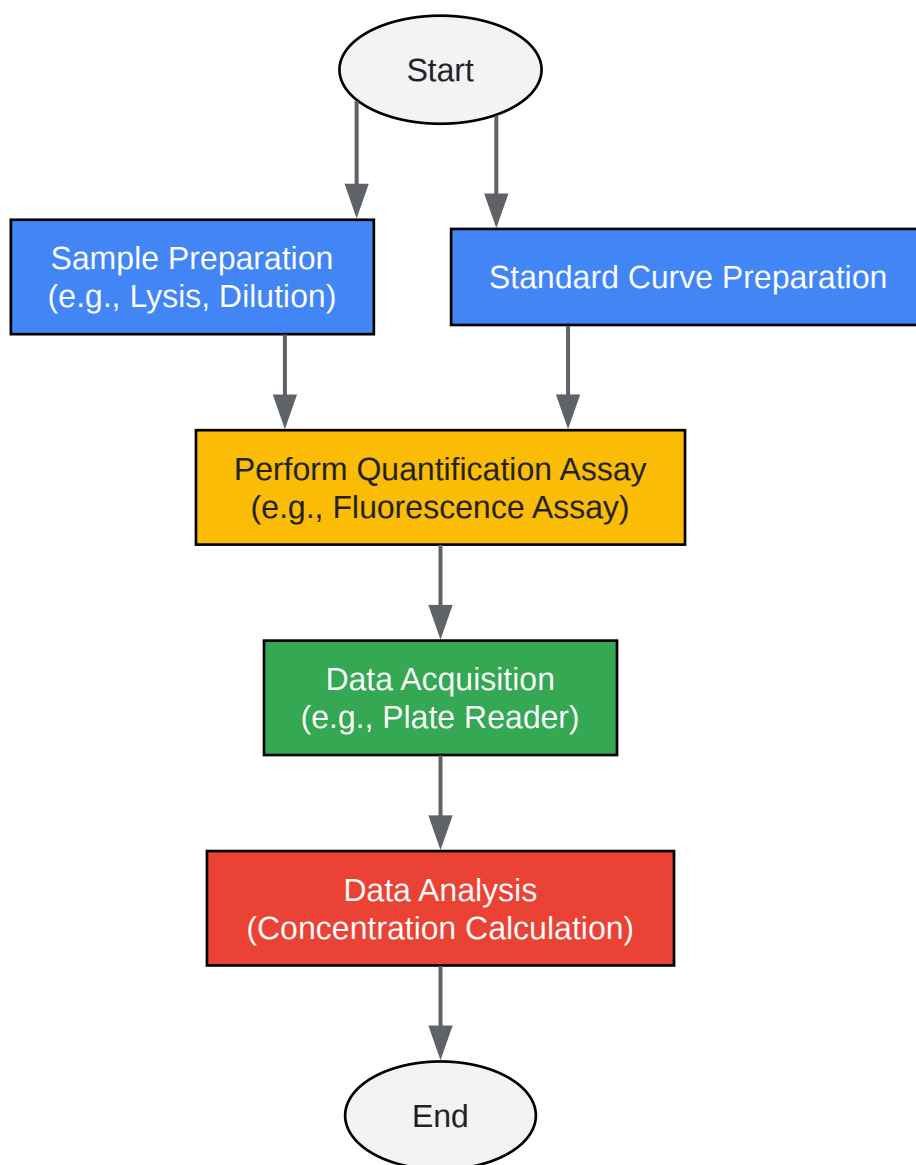 Start
Sample Preparation
(e.g., Lysis, Dilution)
Standard Curve Preparation
Perform Quantification Assay
(e.g., Fluorescence Assay)
Data Acquisition
(e.g., Plate Reader)
Data Analysis
(Concentration Calculation)
End